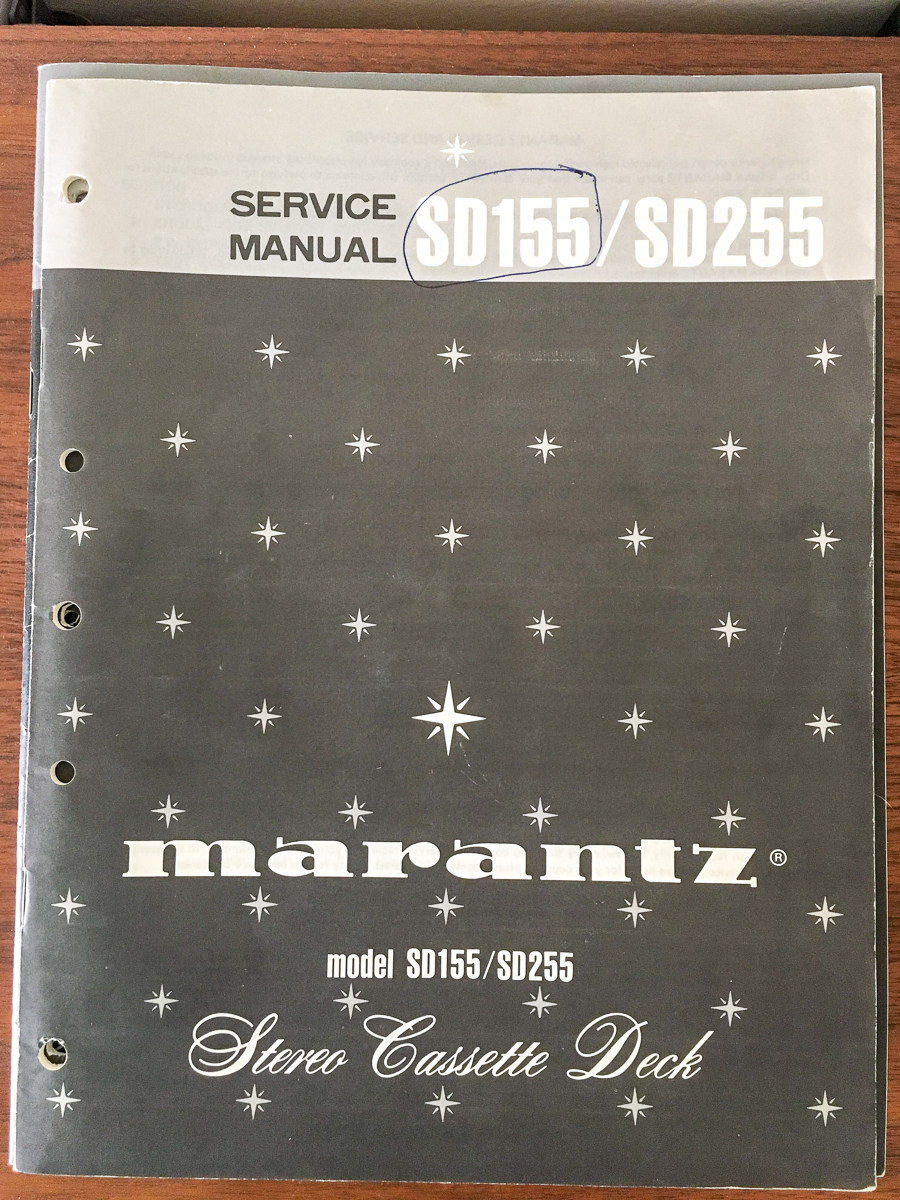 SERVICE
MANUAL SD155/SD255
marantz®
model SD155/SD255
Stereo Cassette Deck